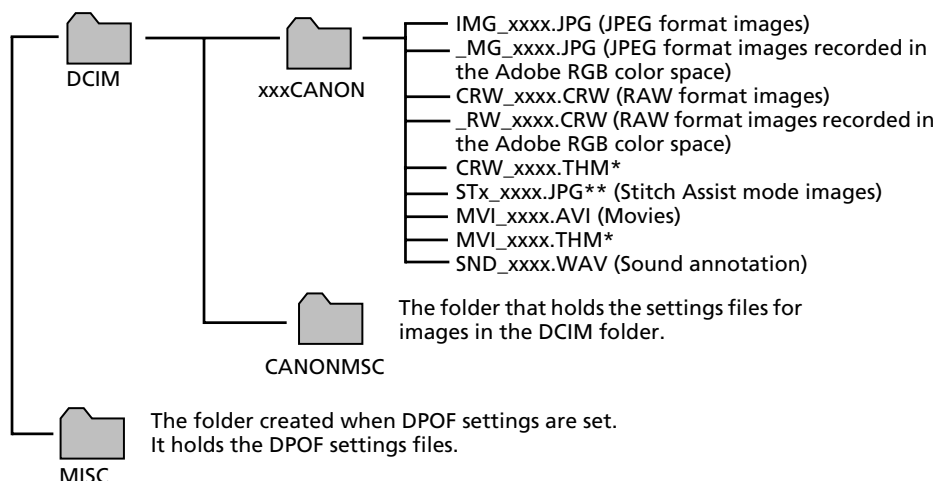 DCIM
xxxCANON
IMG_xxxx.JPG (JPEG format images)
_MG_xxxx.JPG (JPEG format images recorded in
the Adobe RGB color space)
CRW_xxxx.CRW (RAW format images)
_RW_xxxx.CRW (RAW format images recorded in
the Adobe RGB color space)
CRW_xxxx.THM*
STx_xxxx.JPG** (Stitch Assist mode images)
MVI_xxxx.AVI (Movies)
MVI_xxxx.THM*
SND_xxxx.WAV (Sound annotation)
CANONMSC
The folder that holds the settings files for
images in the DCIM folder.
MISC
The folder created when DPOF settings are set.
It holds the DPOF settings files.